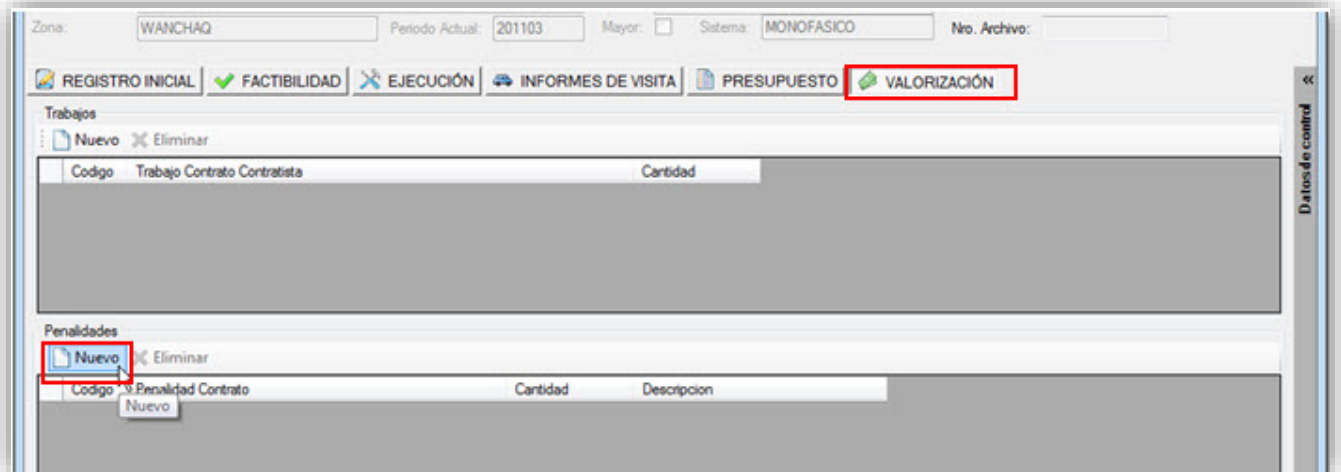 Zona: WANCHAQ Periodo Actual: 201103 Mayor: Sistema: MONOFASICO Nro. Archivo:
REGISTRO INICIAL FACTIBILIDAD EJECUCIÓN INFORMES DE VISITA PRESUPUESTO VALORIZACIÓN
Datos de control
Trabajos
Nuevo Eliminar
Codigo Trabajo Contrato Contratista Cantidad
Penalidades
Nuevo Eliminar
Codigo Penalidad Contrato Cantidad Descripcion
Nuevo